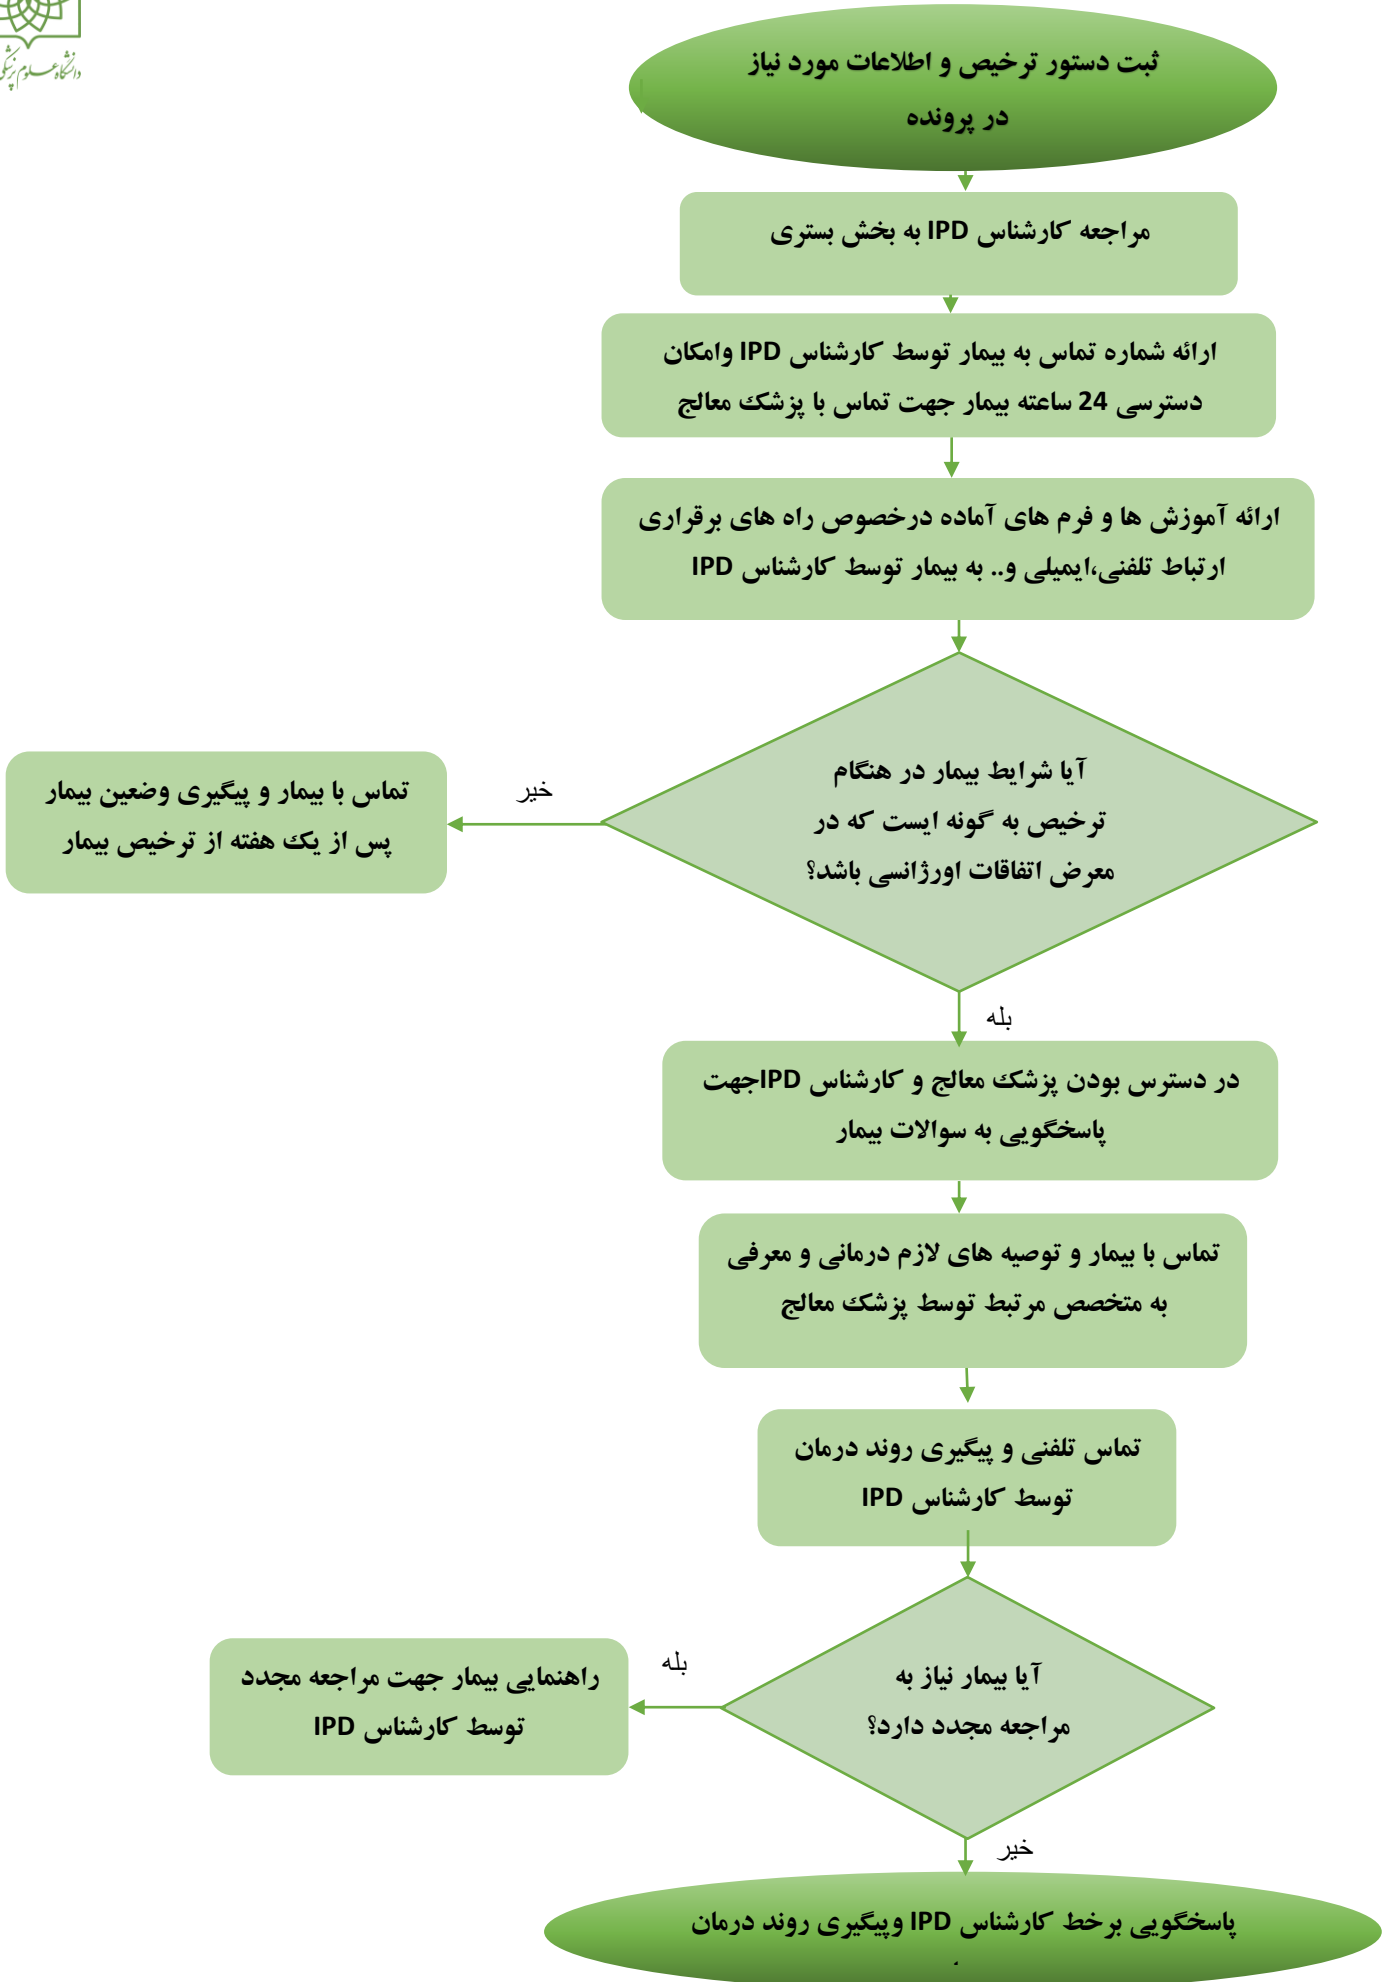 دانشگاه علوم پزشکی
ثبت دستور ترخیص و اطلاعات مورد نیاز
در پرونده
مراجعه کارشناس IPD به بخش بستری
ارائه شماره تماس به بیمار توسط کارشناس IPD وامکان
دسترسی 24 ساعته بیمار جهت تماس با پزشک معالج
ارائه آموزش ها و فرم های آماده درخصوص راه های برقراری
ارتباط تلفنی،ایمیلی و.. به بیمار توسط کارشناس IPD
آیا شرایط بیمار در هنگام
ترخیص به گونه ایست که در
معرض اتفاقات اورژانسی باشد؟
خیر
تماس با بیمار و پیگیری وضعین بیمار
پس از یک هفته از ترخیص بیمار
بله
در دسترس بودن پزشک معالج و کارشناس IPDجهت
پاسخگویی به سوالات بیمار
تماس با بیمار و توصیه های لازم درمانی و معرفی
به متخصص مرتبط توسط پزشک معالج
تماس تلفنی و پیگیری روند درمان
توسط کارشناس IPD
آیا بیمار نیاز به
مراجعه مجدد دارد؟
بله
راهنمایی بیمار جهت مراجعه مجدد
توسط کارشناس IPD
خیر
پاسخگویی برخط کارشناس IPD وپیگیری روند درمان